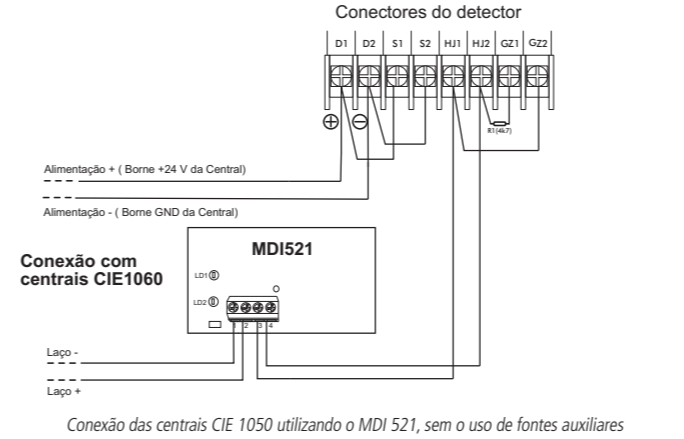 Conectores do detector
D1 D2 S1 S2 HJ1 HJ2 GZ1 GZ2
+ −
R1(4k7)
Alimentação + ( Borne +24 V da Central)
Alimentação - ( Borne GND da Central)
Conexão com
centrais CIE1060
MDI521
LD1
LD2
1 2 3 4
Laço -
Laço +
Conexão das centrais CIE 1050 utilizando o MDI 521, sem o uso de fontes auxiliares